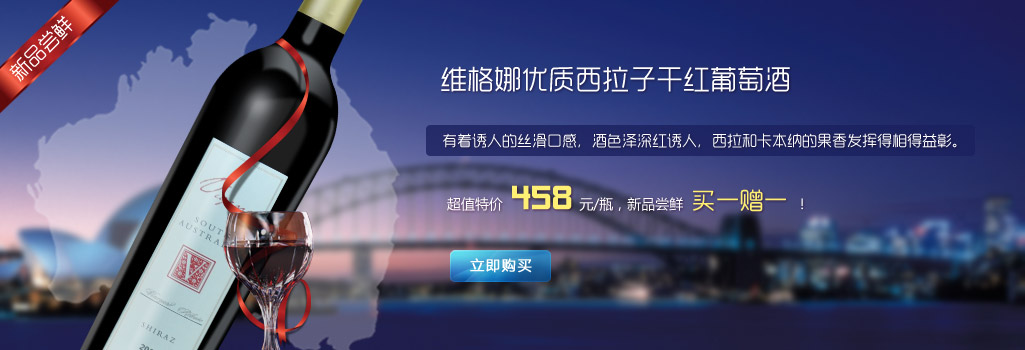 新品尝鲜
维格娜优质西拉子干红葡萄酒
有着诱人的丝滑口感，酒色泽深红诱人，西拉和卡本纳的果香发挥得相得益彰。
超值特价 458 元/瓶，新品尝鲜 买一赠一 ！
立即购买
SOUTH
AUSTRALIA
V
SHIRAZ